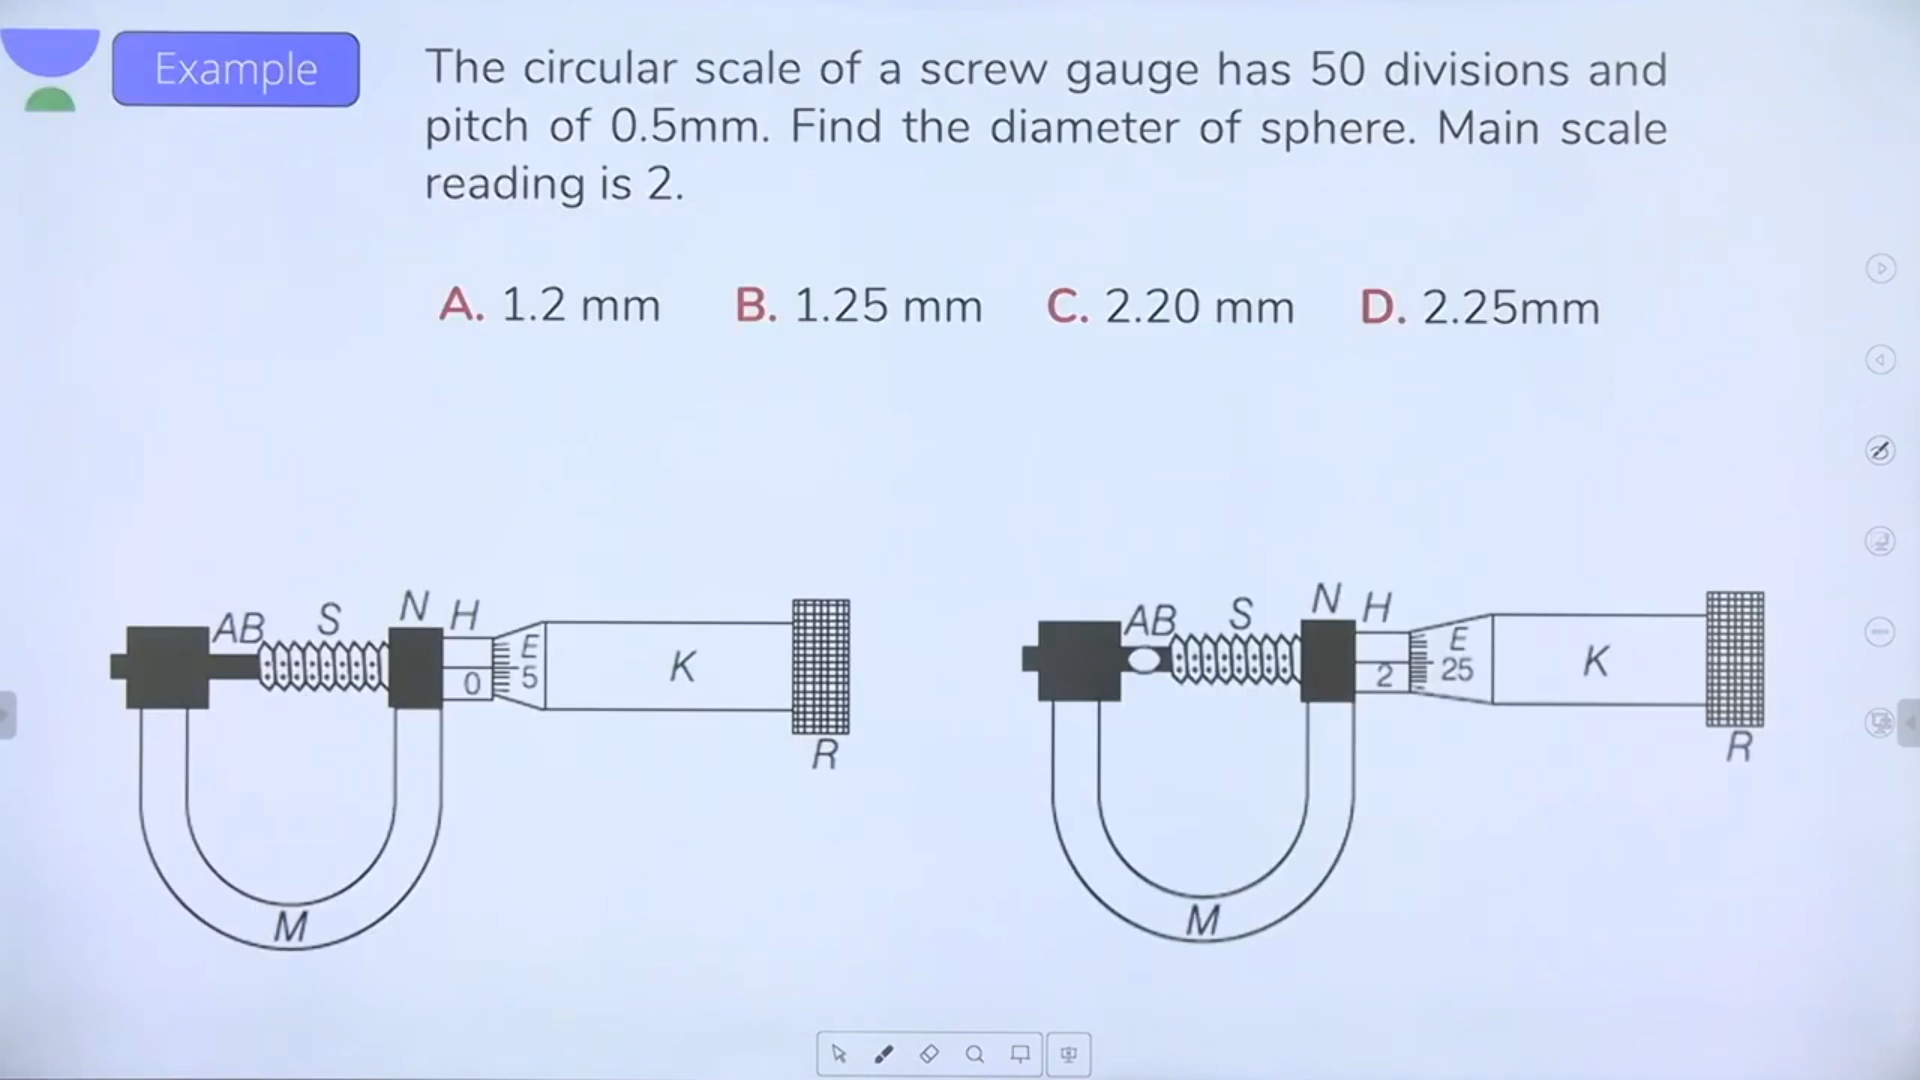 Example
The circular scale of a screw gauge has 50 divisions and
pitch of 0.5mm. Find the diameter of sphere. Main scale
reading is 2.
A. 1.2 mm B. 1.25 mm C. 2.20 mm D. 2.25mm
AB S N H
E
K
0 5
R
M
AB S N H
E
K
2 25
R
M